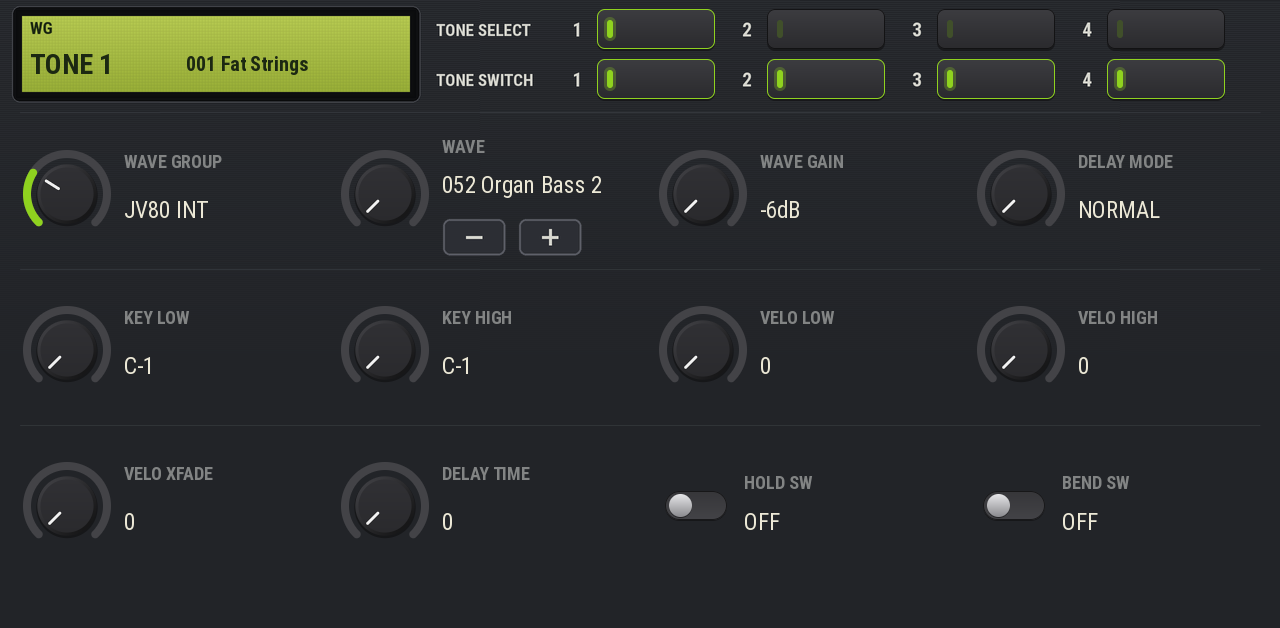 WG
TONE 1 001 Fat Strings
TONE SELECT 1 2 3 4
TONE SWITCH 1 2 3 4
WAVE GROUP
JV80 INT
WAVE
052 Organ Bass 2
− +
WAVE GAIN
-6dB
DELAY MODE
NORMAL
KEY LOW
C-1
KEY HIGH
C-1
VELO LOW
0
VELO HIGH
0
VELO XFADE
0
DELAY TIME
0
HOLD SW
OFF
BEND SW
OFF